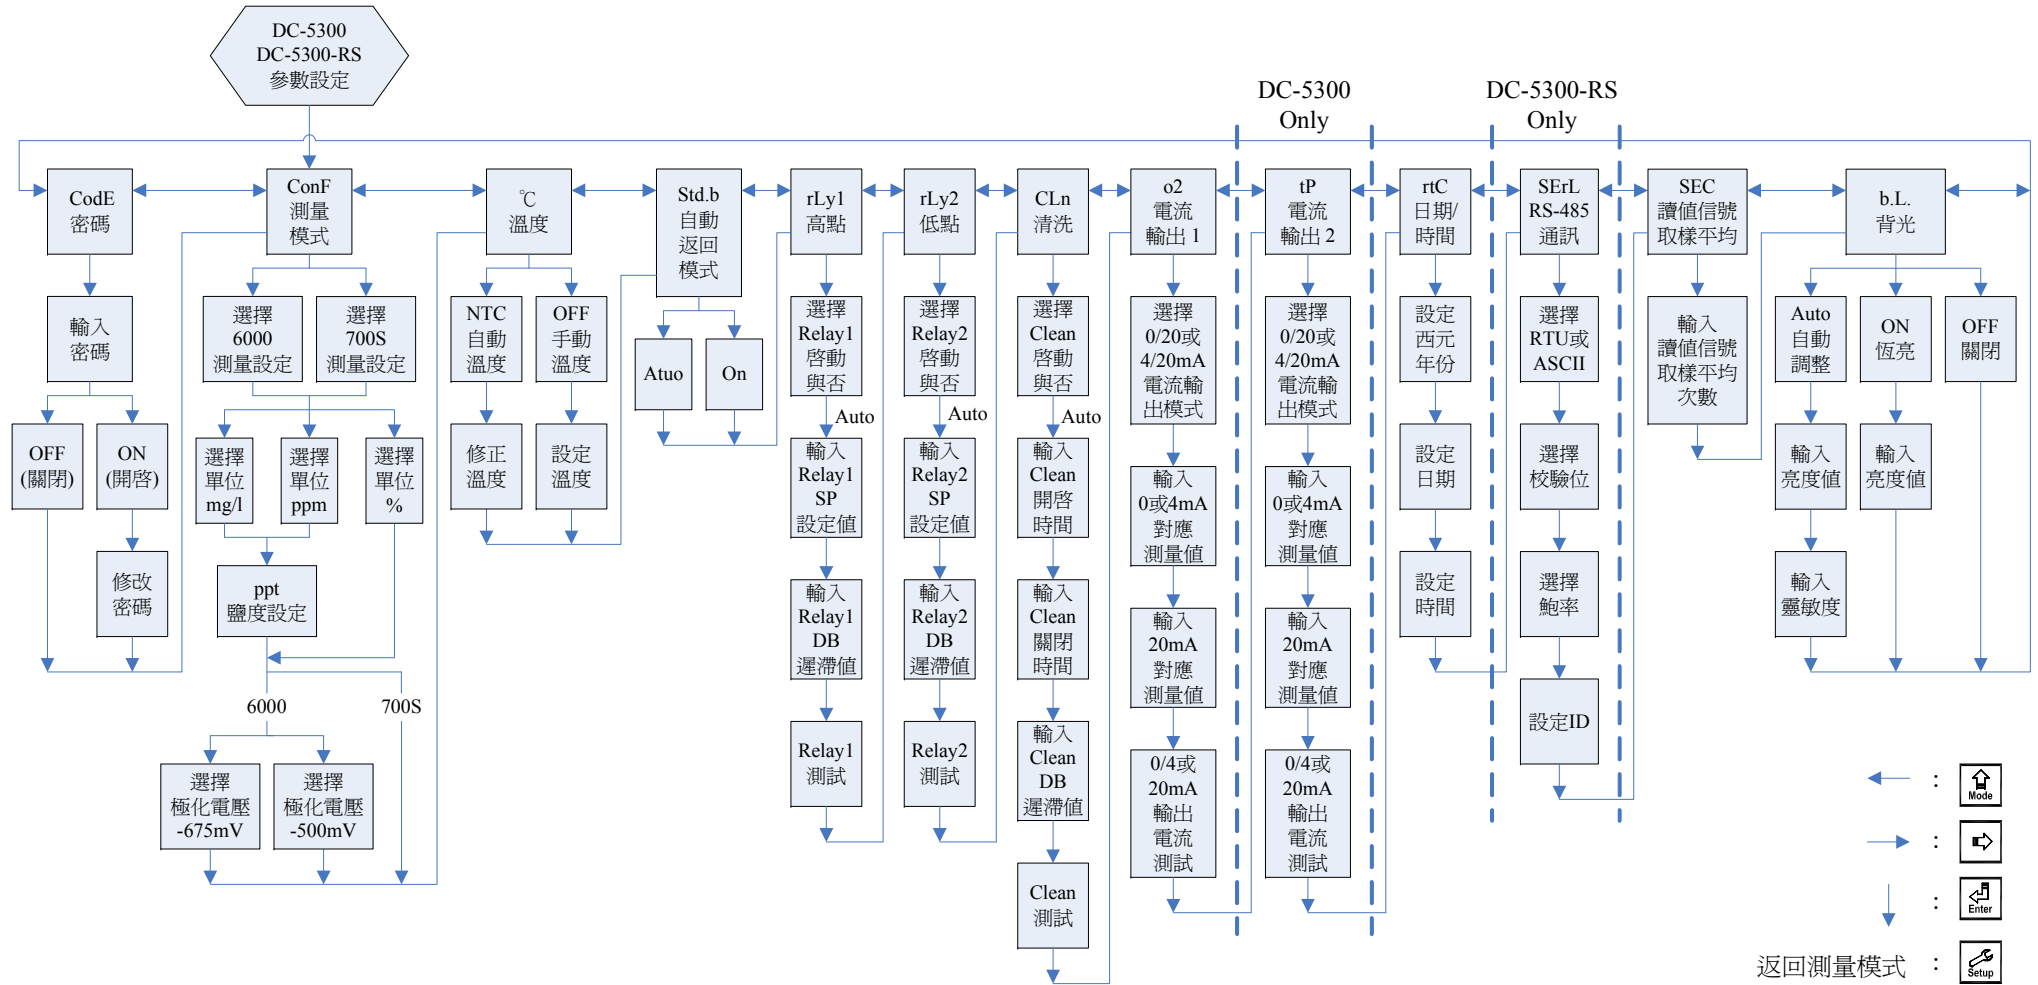 DC-5300
DC-5300-RS
參數設定
DC-5300
Only
DC-5300-RS
Only
CodE
密碼
輸入
密碼
OFF
(關閉)
ON
(開啓)
修改
密碼
ConF
測量
模式
選擇
6000
測量設定
選擇
700S
測量設定
選擇
單位
mg/l
選擇
單位
ppm
選擇
單位
%
ppt
鹽度設定
6000
700S
選擇
極化電壓
-675mV
選擇
極化電壓
-500mV
℃
溫度
NTC
自動
溫度
OFF
手動
溫度
修正
溫度
設定
溫度
Std.b
自動
返回
模式
Atuo
On
rLy1
高點
選擇
Relay1
啓動
與否
Auto
輸入
Relay1
SP
設定值
輸入
Relay1
DB
遲滯值
Relay1
測試
rLy2
低點
選擇
Relay2
啓動
與否
Auto
輸入
Relay2
SP
設定值
輸入
Relay2
DB
遲滯值
Relay2
測試
CLn
清洗
選擇
Clean
啓動
與否
Auto
輸入
Clean
開啓
時間
輸入
Clean
關閉
時間
輸入
Clean
DB
遲滯值
Clean
測試
o2
電流
輸出 1
選擇
0/20或
4/20mA
電流輸
出模式
輸入
0或4mA
對應
測量值
輸入
20mA
對應
測量值
0/4或
20mA
輸出
電流
測試
tP
電流
輸出 2
選擇
0/20或
4/20mA
電流輸
出模式
輸入
0或4mA
對應
測量值
輸入
20mA
對應
測量值
0/4或
20mA
輸出
電流
測試
rtC
日期/
時間
設定
西元
年份
設定
日期
設定
時間
SErL
RS-485
通訊
選擇
RTU或
ASCII
選擇
校驗位
選擇
鮑率
設定ID
SEC
讀值信號
取樣平均
輸入
讀值信號
取樣平均
次數
b.L.
背光
Auto
自動
調整
ON
恆亮
OFF
關閉
輸入
亮度值
輸入
亮度值
輸入
靈敏度
:
Mode
:
:
Enter
返回測量模式 :
Setup